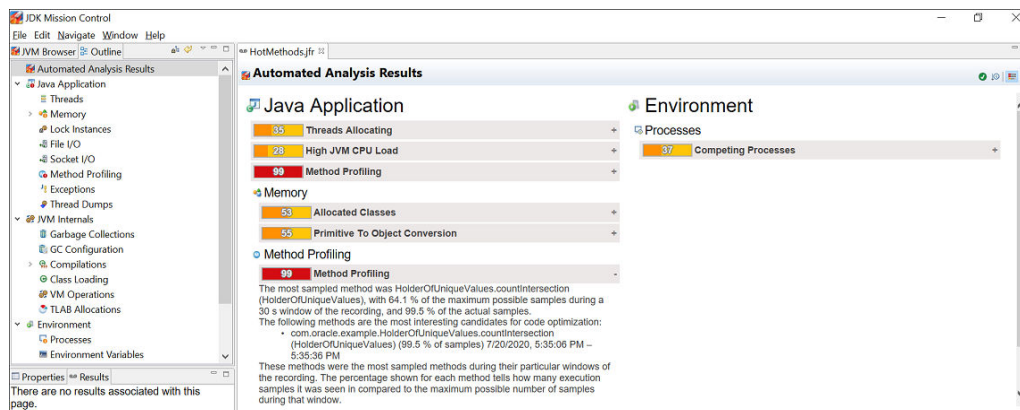 JDK Mission Control
File Edit Navigate Window Help
JVM Browser Outline
HotMethods.jfr
Automated Analysis Results
Java Application
Threads
Memory
Lock Instances
File I/O
Socket I/O
Method Profiling
Exceptions
Thread Dumps
JVM Internals
Garbage Collections
GC Configuration
Compilations
Class Loading
VM Operations
TLAB Allocations
Environment
Processes
Environment Variables
Properties Results
There are no results associated with this
page.
Automated Analysis Results
Java Application
35 Threads Allocating +
28 High JVM CPU Load +
99 Method Profiling +
Memory
53 Allocated Classes +
55 Primitive To Object Conversion +
Method Profiling
99 Method Profiling -
The most sampled method was HolderOfUniqueValues.countIntersection
(HolderOfUniqueValues), with 64.1 % of the maximum possible samples during a
30 s window of the recording, and 99.5 % of the actual samples.
The following methods are the most interesting candidates for code optimization:
• com.oracle.example.HolderOfUniqueValues.countIntersection
(HolderOfUniqueValues) (99.5 % of samples) 7/20/2020, 5:35:06 PM –
5:35:36 PM
These methods were the most sampled methods during their particular windows of
the recording. The percentage shown for each method tells how many execution
samples it was seen in compared to the maximum possible number of samples
during that window.
Environment
Processes
37 Competing Processes +